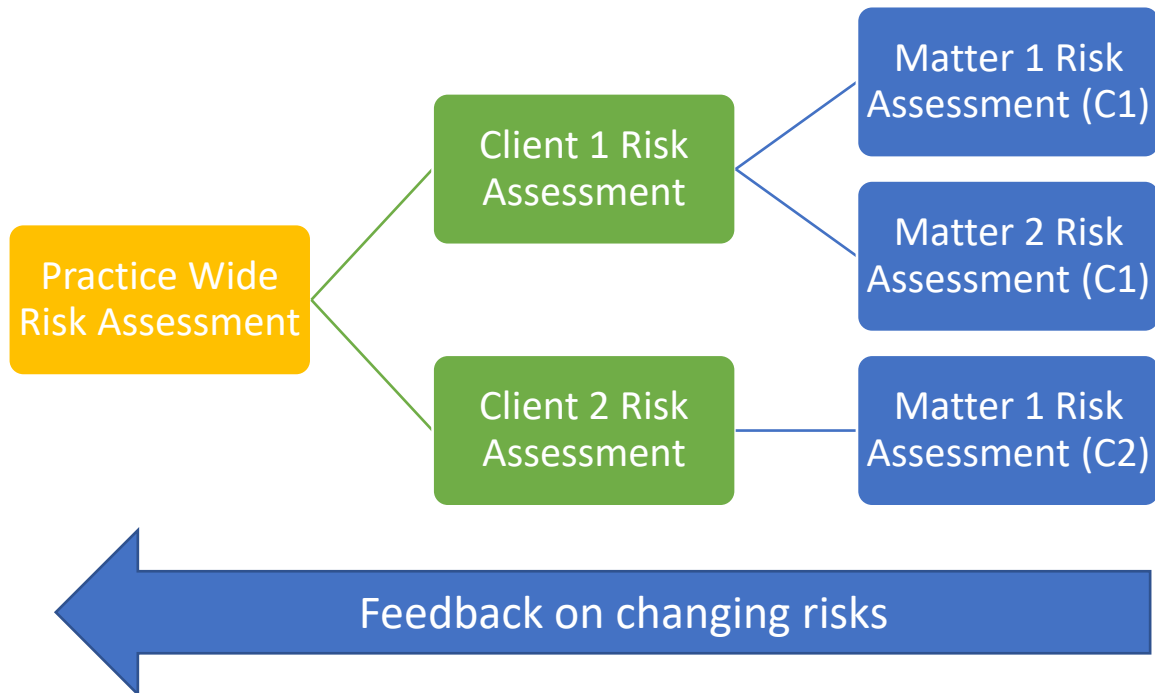 Practice Wide
Risk Assessment
Client 1 Risk
Assessment
Client 2 Risk
Assessment
Matter 1 Risk
Assessment (C1)
Matter 2 Risk
Assessment (C1)
Matter 1 Risk
Assessment (C2)
Feedback on changing risks